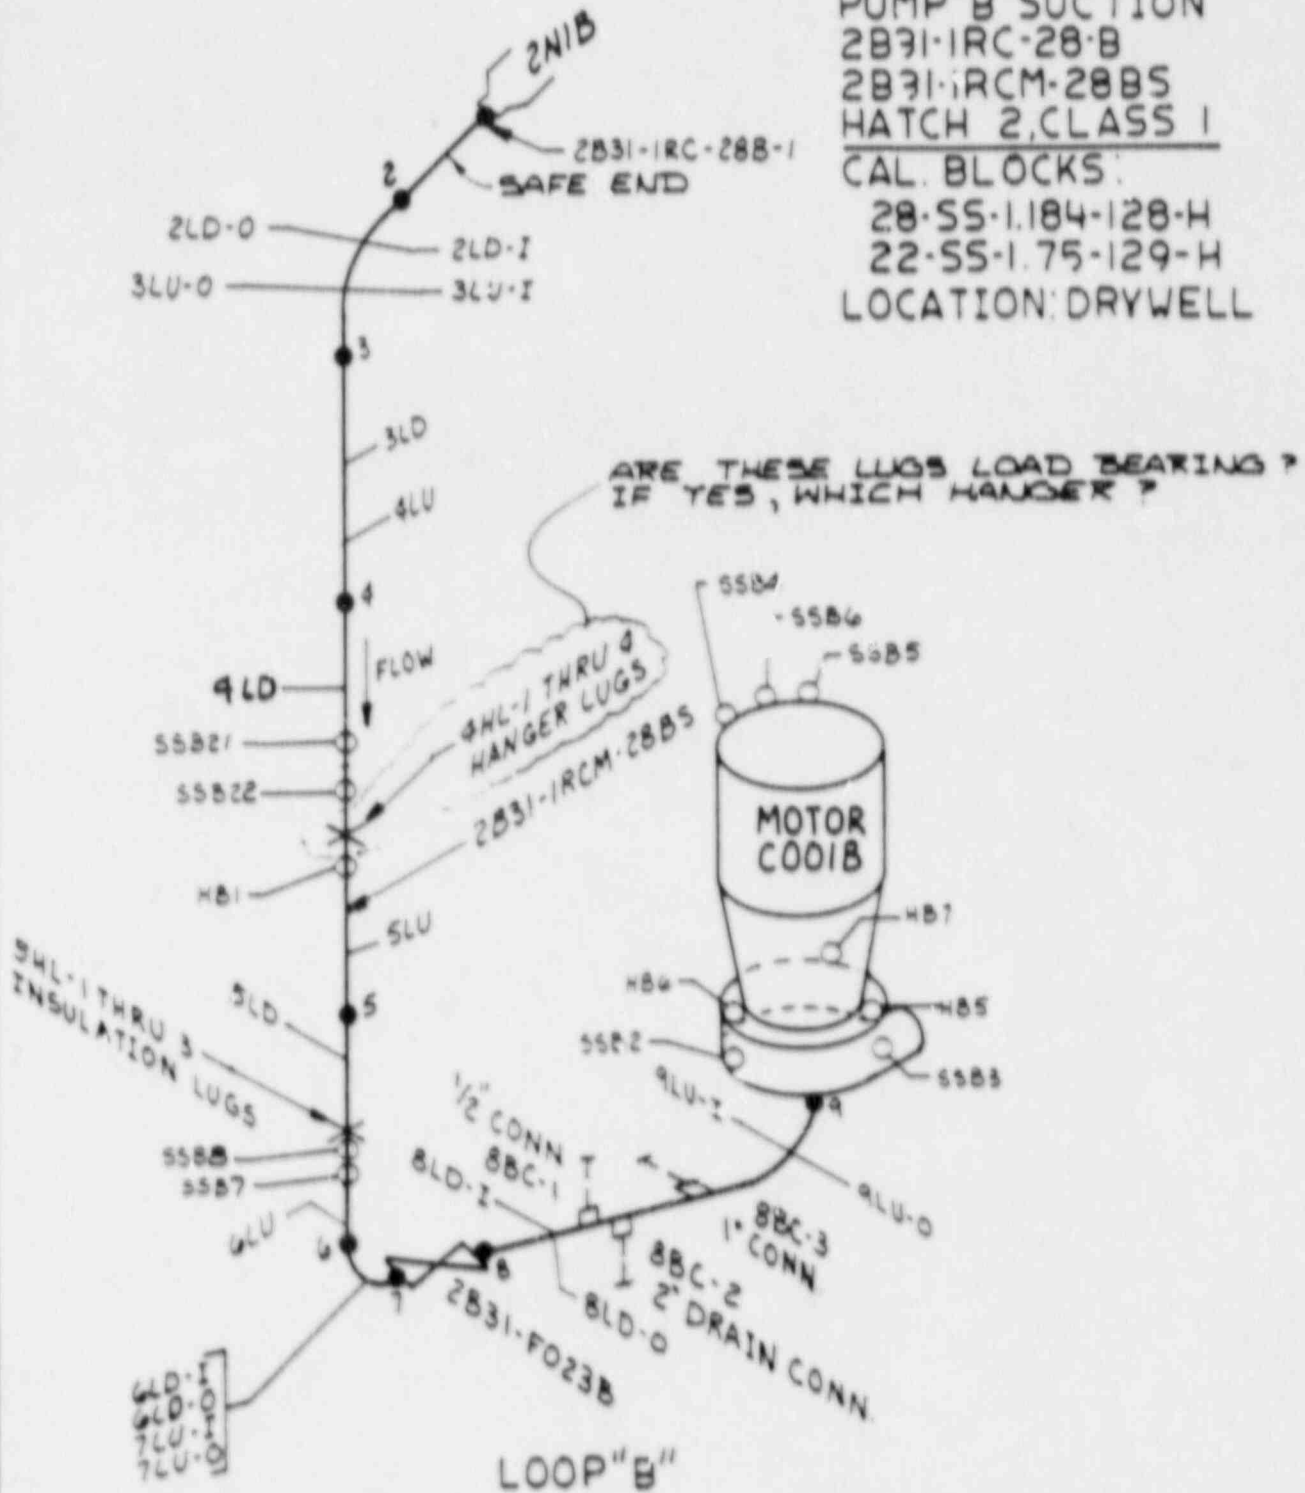 PUMP B SUCTION
2B31-1RC-28-B
2B31-1RCM-28BS
HATCH 2, CLASS 1
CAL. BLOCKS:
28-SS-1.184-128-H
22-SS-1.75-129-H
LOCATION: DRYWELL
2N1B
2B31-1RC-28B-1
SAFE END
2
2LD-O
2LD-I
3LU-O
3LU-I
3
3LD
4LU
ARE THESE LUGS LOAD BEARING ?
IF YES, WHICH HANGER ?
4
FLOW
4LD
SSB21
SSB22
4HL-1 THRU 4
HANGER LUGS
2B31-1RCM-28BS
HB1
5LU
5
5LD
5HL-1 THRU 3
INSULATION LUGS
SSB8
SSB7
6LU
6
7
6LD-I
6LD-O
7LU-I
7LU-O
2B31-F023B
8
8LD-I
8LD-O
1/2" CONN
8BC-1
8BC-2
2" DRAIN CONN.
8BC-3
1" CONN
9LU-I
9LU-O
9
SSB4
SSB6
SSB5
MOTOR
C001B
HB7
HB6
HB5
SSB2
SSB3
LOOP "B"